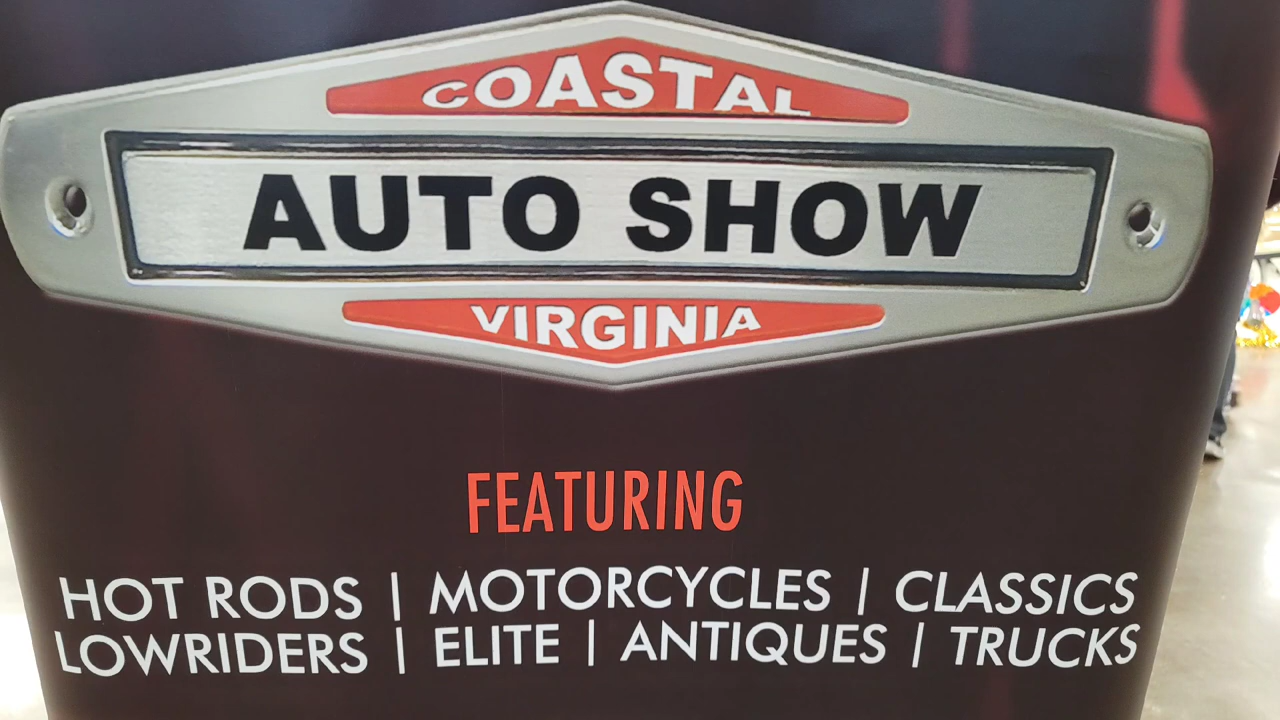 COASTAL
AUTO SHOW
VIRGINIA
FEATURING
HOT RODS | MOTORCYCLES | CLASSICS
LOWRIDERS | ELITE | ANTIQUES | TRUCKS